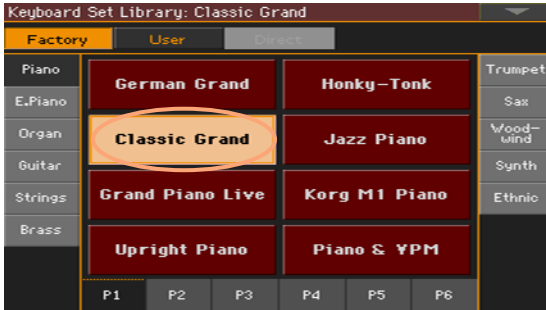 Keyboard Set Library: Classic Grand
Factory User Direct
Piano
E.Piano
Organ
Guitar
Strings
Brass
German Grand Honky-Tonk
Classic Grand Jazz Piano
Grand Piano Live Korg M1 Piano
Upright Piano Piano & ¥PM
Trumpet
Sax
Wood-
wind
Synth
Ethnic
P1 P2 P3 P4 P5 P6